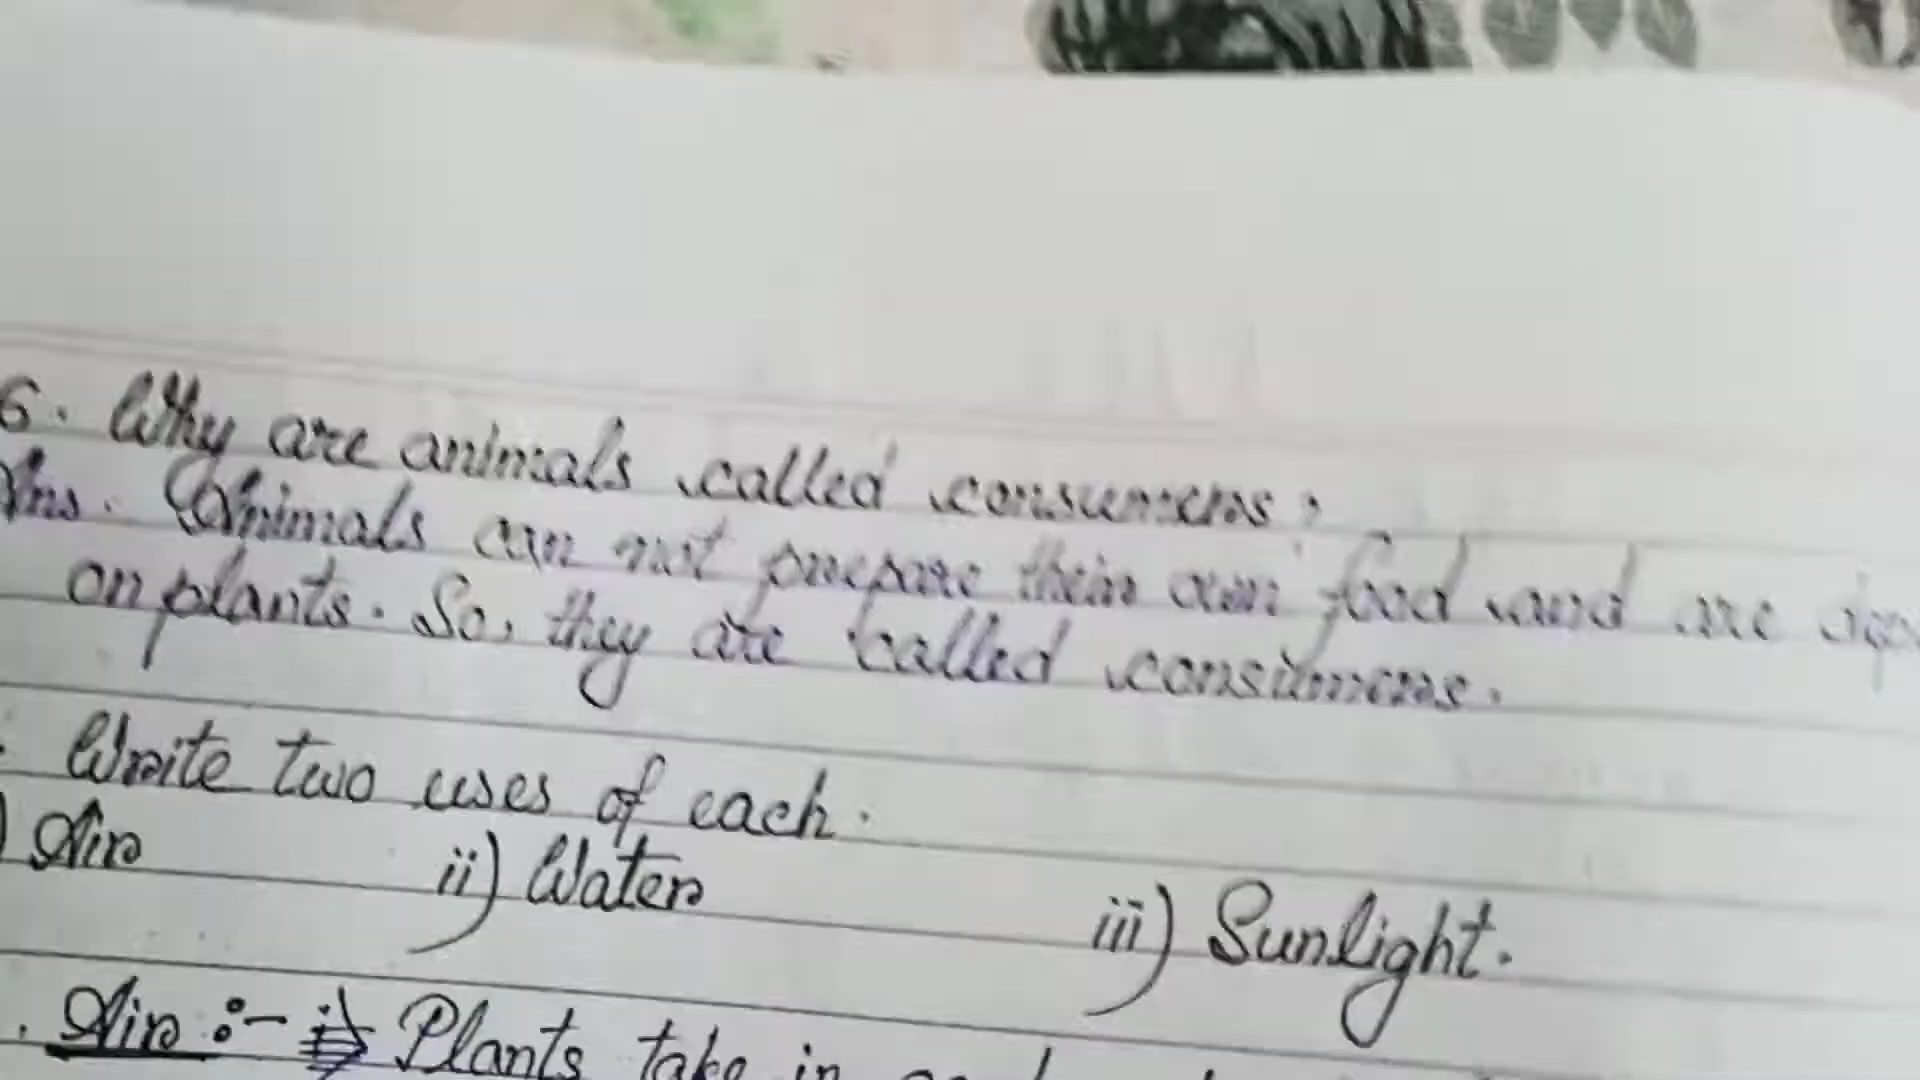 6. Why are animals called consumers?
Ans. Animals can not prepare their own food and are
on plants. So, they are called consumers.
Write two uses of each.
) Air ii) Water iii) Sunlight.
Air :- i) Plants take in